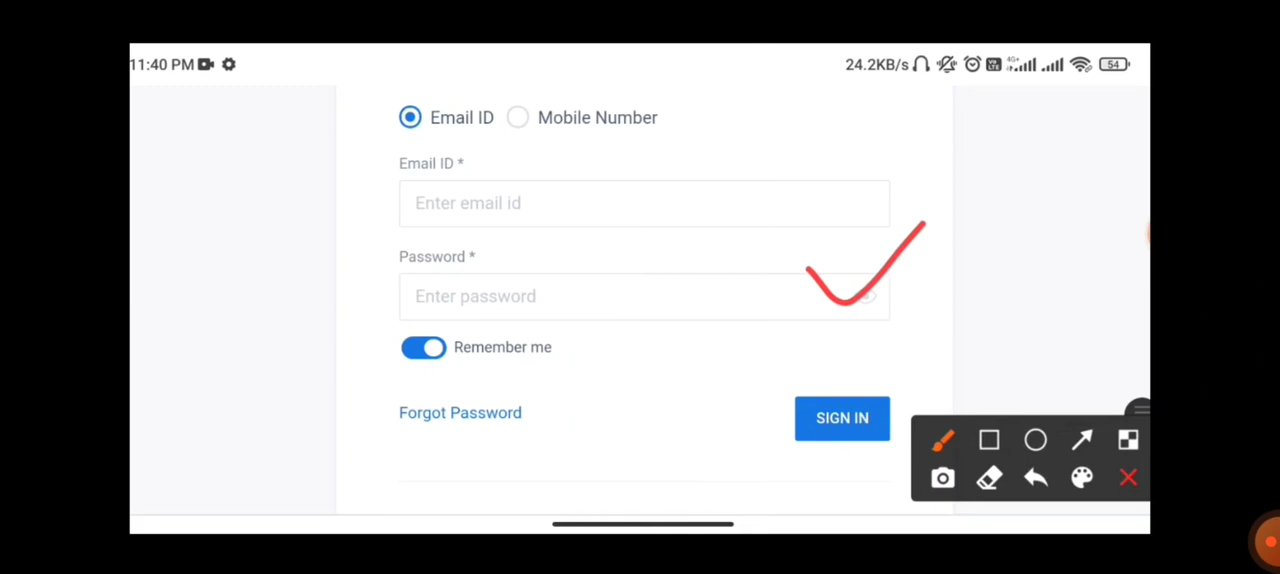 11:40 PM 24.2KB/s 4G+ 54
Email ID Mobile Number
Email ID *
Enter email id
Password *
Enter password
Remember me
Forgot Password SIGN IN